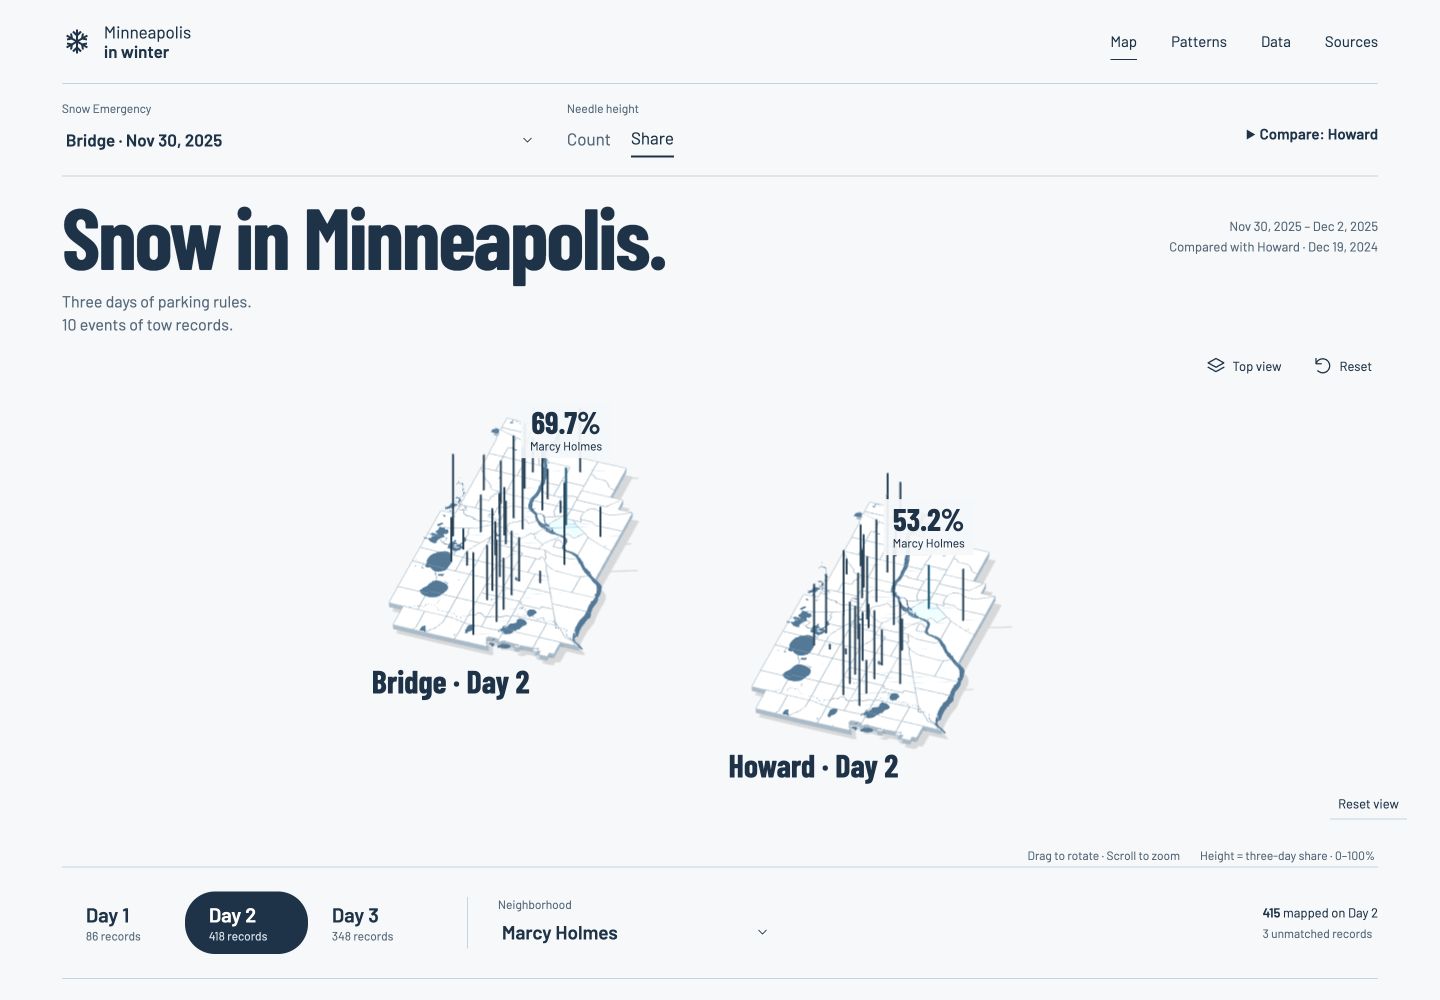 Minneapolis
in winter
Map
Patterns
Data
Sources
Snow Emergency
Bridge · Nov 30, 2025
Needle height
Count
Share
▶ Compare: Howard
Snow in Minneapolis.
Nov 30, 2025 – Dec 2, 2025
Compared with Howard · Dec 19, 2024
Three days of parking rules.
10 events of tow records.
Top view
Reset
69.7%
Marcy Holmes
53.2%
Marcy Holmes
Bridge · Day 2
Howard · Day 2
Reset view
Drag to rotate · Scroll to zoom
Height = three-day share · 0–100%
Day 1
86 records
Day 2
418 records
Day 3
348 records
Neighborhood
Marcy Holmes
415 mapped on Day 2
3 unmatched records